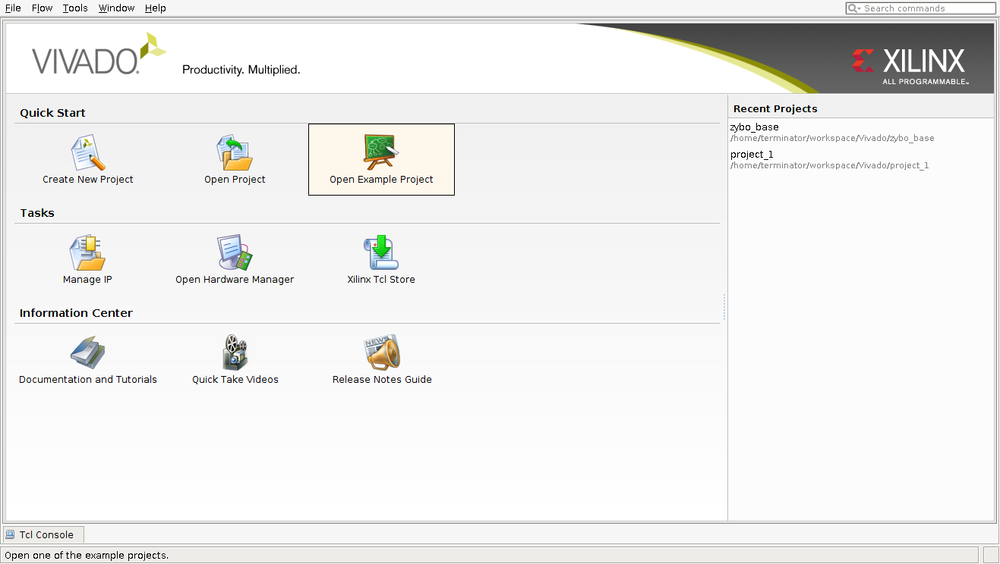 File Flow Tools Window Help
Search commands
VIVADO.
Productivity. Multiplied.
XILINX
ALL PROGRAMMABLE™
Quick Start
Create New Project
Open Project
Open Example Project
Tasks
Manage IP
Open Hardware Manager
Xilinx Tcl Store
Information Center
NEWS
Documentation and Tutorials
Quick Take Videos
Release Notes Guide
Recent Projects
zybo_base
/home/terminator/workspace/Vivado/zybo_base
project_1
/home/terminator/workspace/Vivado/project_1
Tcl Console
Open one of the example projects.